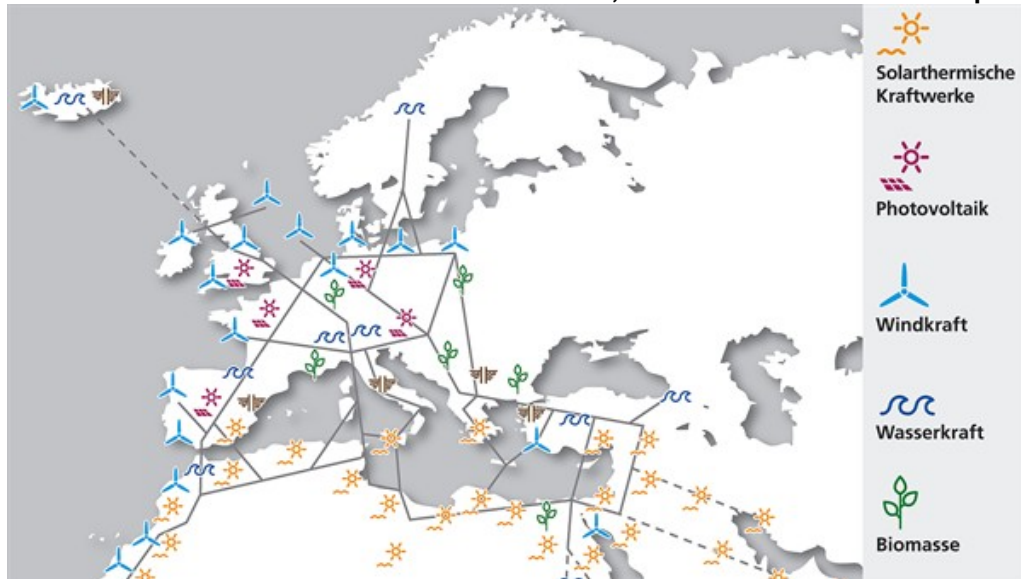 Solarthermische
Kraftwerke
Photovoltaik
Windkraft
Wasserkraft
Biomasse